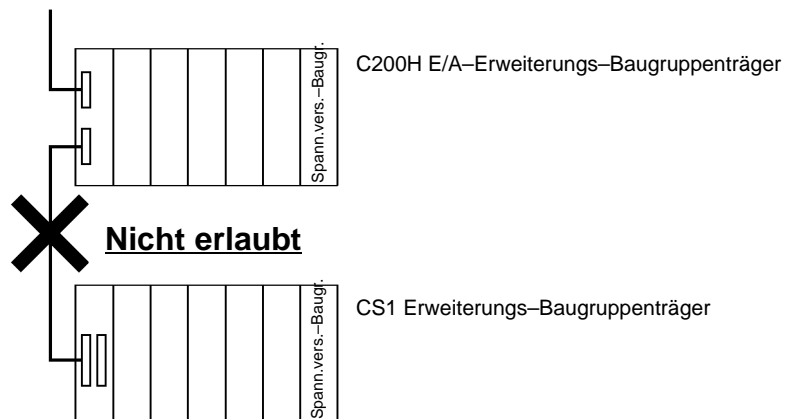 Spann.vers.–Baugr.
C200H E/A–Erweiterungs–Baugruppenträger
Nicht erlaubt
Spann.vers.–Baugr.
CS1 Erweiterungs–Baugruppenträger